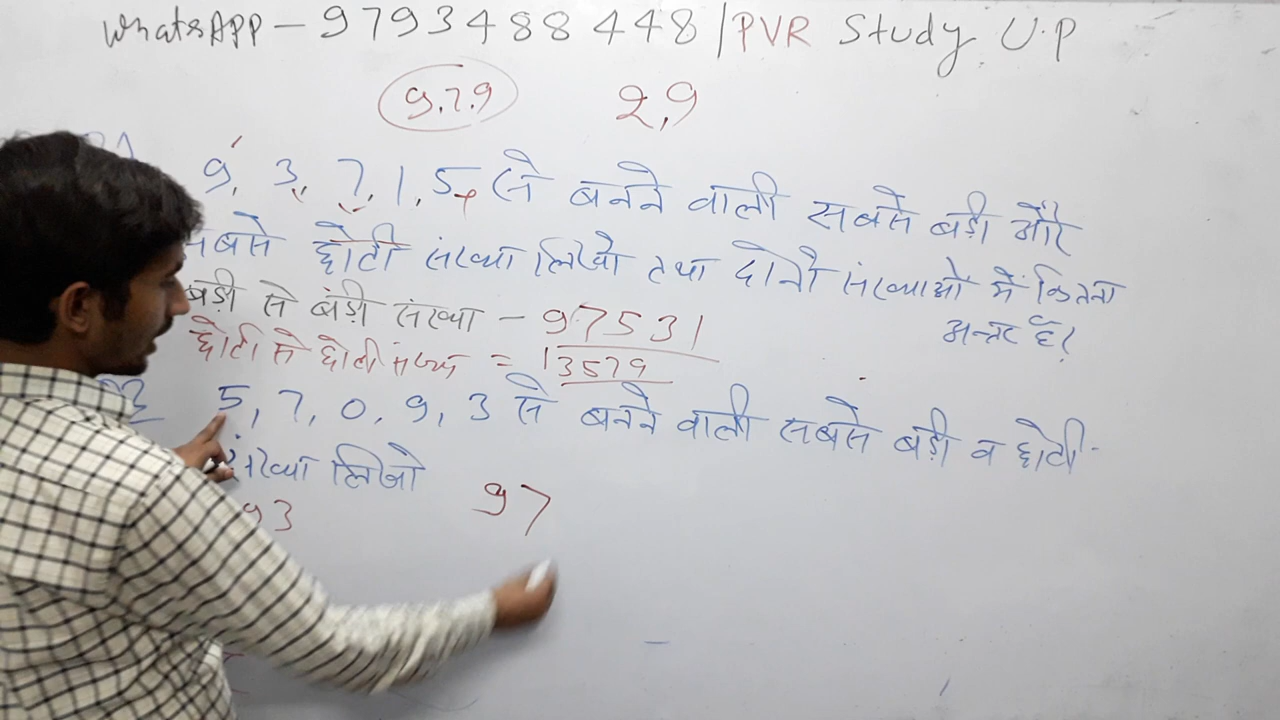 WhatsAPP - 9793488448 / PVR Study U.P
9.7.9 2,9
9, 3, 7, 1, 5 से बनने वाली सबसे बड़ी और
सबसे छोटी संख्या लिखो तथा दोनों संख्याओं में कितना
अन्तर है?
बड़ी से बड़ी संख्या - 97531
छोटी से छोटी संख्या = 13579
5, 7, 0, 9, 3 से बनने वाली सबसे बड़ी व छोटी
संख्या लिखो
93 97